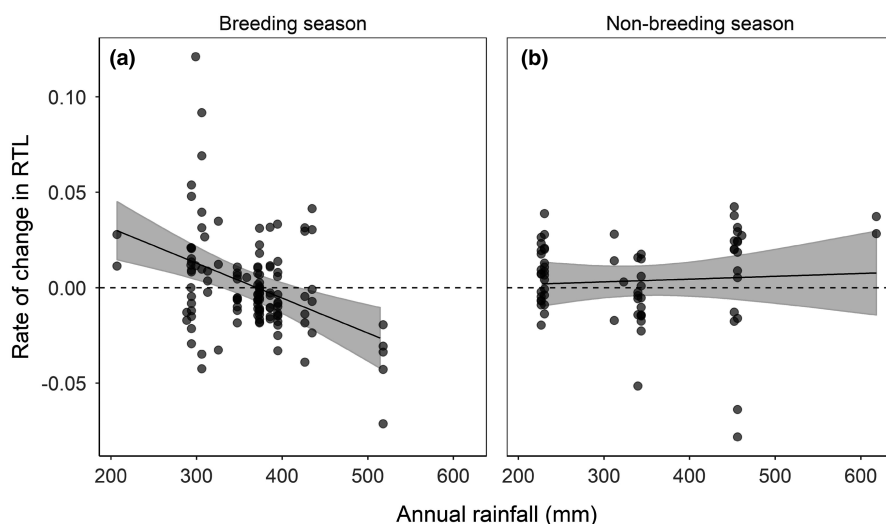 Breeding season
Non-breeding season
(a)
(b)
Rate of change in RTL
0.10
0.05
0.00
-0.05
200 300 400 500 600
200 300 400 500 600
Annual rainfall (mm)